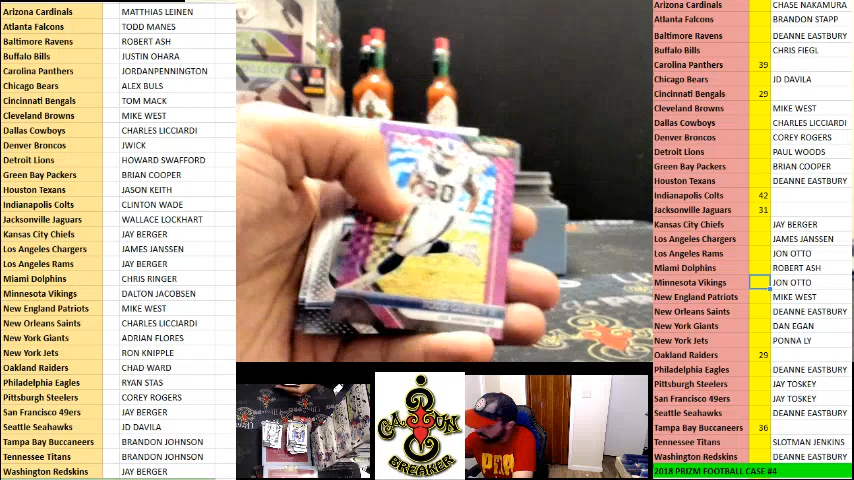 Arizona Cardinals MATTHIAS LEINEN
Atlanta Falcons TODD MANES
Baltimore Ravens ROBERT ASH
Buffalo Bills JUSTIN OHARA
Carolina Panthers JORDANPENNINGTON
Chicago Bears ALEX BULS
Cincinnati Bengals TOM MACK
Cleveland Browns MIKE WEST
Dallas Cowboys CHARLES LICCIARDI
Denver Broncos JWICK
Detroit Lions HOWARD SWAFFORD
Green Bay Packers BRIAN COOPER
Houston Texans JASON KEITH
Indianapolis Colts CLINTON WADE
Jacksonville Jaguars WALLACE LOCKHART
Kansas City Chiefs JAY BERGER
Los Angeles Chargers JAMES JANSSEN
Los Angeles Rams JAY BERGER
Miami Dolphins CHRIS RINGER
Minnesota Vikings DALTON JACOBSEN
New England Patriots MIKE WEST
New Orleans Saints CHARLES LICCIARDI
New York Giants ADRIAN FLORES
New York Jets RON KNIPPLE
Oakland Raiders CHAD WARD
Philadelphia Eagles RYAN STAS
Pittsburgh Steelers COREY ROGERS
San Francisco 49ers JAY BERGER
Seattle Seahawks JD DAVILA
Tampa Bay Buccaneers BRANDON JOHNSON
Tennessee Titans BRANDON JOHNSON
Washington Redskins JAY BERGER
80
CAJUN
BREAKER
Arizona Cardinals CHASE NAKAMURA
Atlanta Falcons BRANDON STAPP
Baltimore Ravens DEANNE EASTBURY
Buffalo Bills CHRIS FIEGL
Carolina Panthers 39
Chicago Bears JD DAVILA
Cincinnati Bengals 29
Cleveland Browns MIKE WEST
Dallas Cowboys CHARLES LICCIARDI
Denver Broncos COREY ROGERS
Detroit Lions PAUL WOODS
Green Bay Packers BRIAN COOPER
Houston Texans DEANNE EASTBURY
Indianapolis Colts 42
Jacksonville Jaguars 31
Kansas City Chiefs JAY BERGER
Los Angeles Chargers JAMES JANSSEN
Los Angeles Rams JON OTTO
Miami Dolphins ROBERT ASH
Minnesota Vikings JON OTTO
New England Patriots MIKE WEST
New Orleans Saints DEANNE EASTBURY
New York Giants DAN EGAN
New York Jets PONNA LY
Oakland Raiders 29
Philadelphia Eagles DEANNE EASTBURY
Pittsburgh Steelers JAY TOSKEY
San Francisco 49ers JAY TOSKEY
Seattle Seahawks DEANNE EASTBURY
Tampa Bay Buccaneers 36
Tennessee Titans SLOTMAN JENKINS
Washington Redskins DEANNE EASTBURY
2018 PRIZM FOOTBALL CASE #4